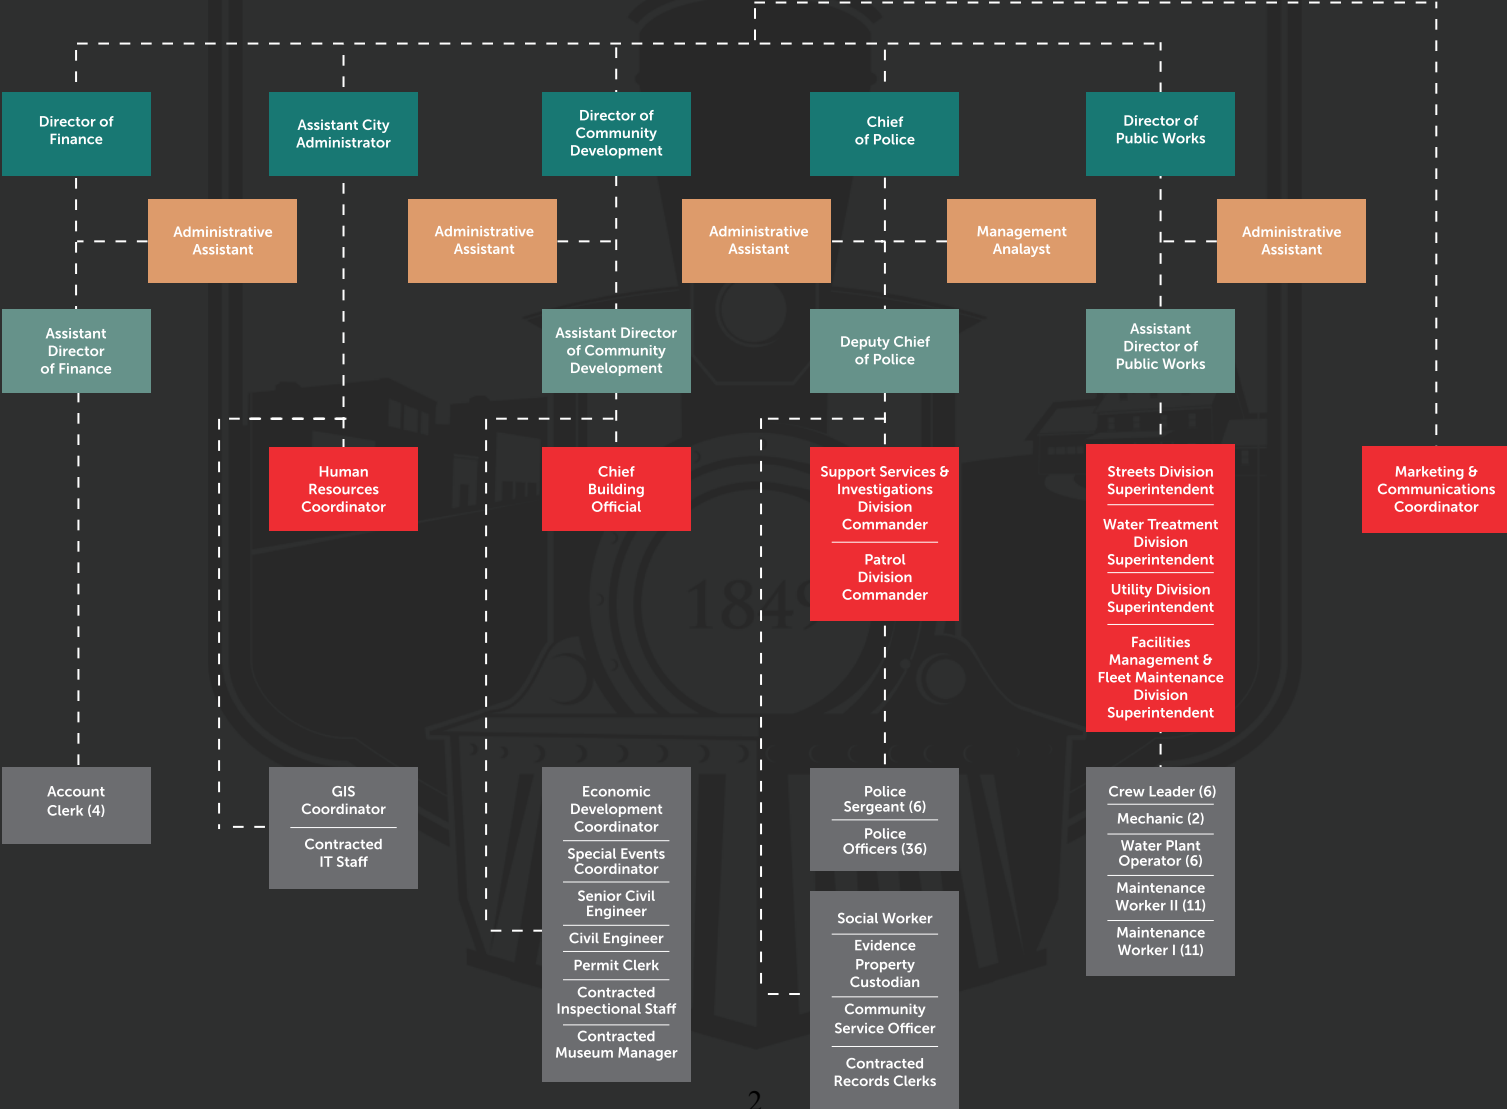 Director of
Finance
Assistant City
Administrator
Director of
Community
Development
Chief
of Police
Director of
Public Works
Administrative
Assistant
Administrative
Assistant
Administrative
Assistant
Management
Analayst
Administrative
Assistant
Assistant
Director
of Finance
Assistant Director
of Community
Development
Deputy Chief
of Police
Assistant
Director of
Public Works
Human
Resources
Coordinator
Chief
Building
Official
Support Services &
Investigations
Division
Commander
Patrol
Division
Commander
Streets Division
Superintendent
Water Treatment
Division
Superintendent
Utility Division
Superintendent
Facilities
Management &
Fleet Maintenance
Division
Superintendent
Marketing &
Communications
Coordinator
1849
Account
Clerk (4)
GIS
Coordinator
Contracted
IT Staff
Economic
Development
Coordinator
Special Events
Coordinator
Senior Civil
Engineer
Civil Engineer
Permit Clerk
Contracted
Inspectional Staff
Contracted
Museum Manager
Police
Sergeant (6)
Police
Officers (36)
Social Worker
Evidence
Property
Custodian
Community
Service Officer
Contracted
Records Clerks
Crew Leader (6)
Mechanic (2)
Water Plant
Operator (6)
Maintenance
Worker II (11)
Maintenance
Worker I (11)
2